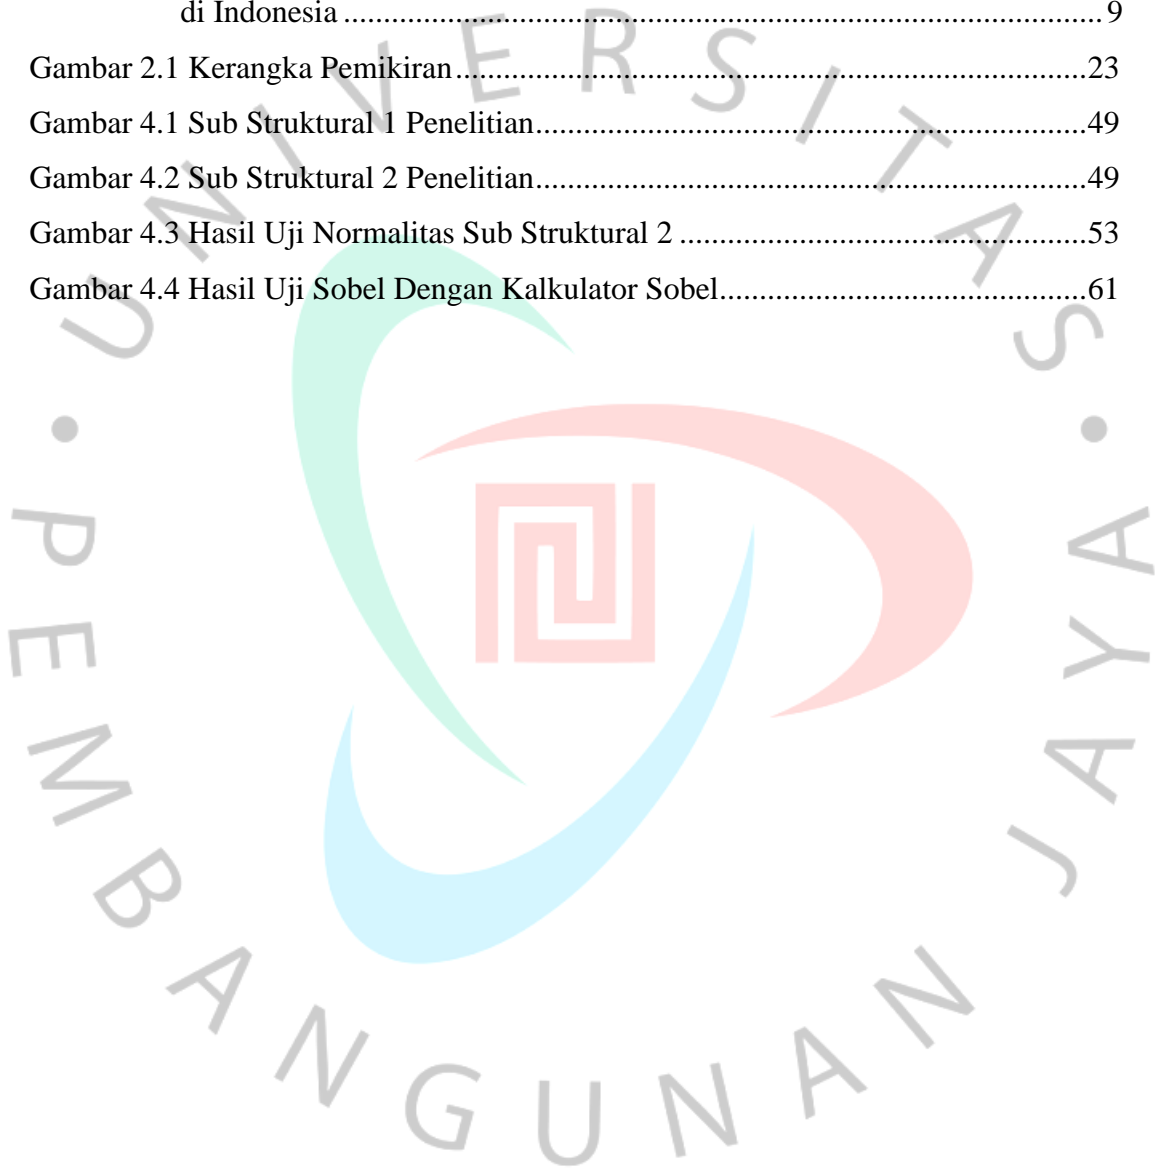 di Indonesia ........................................................................................... 9
Gambar 2.1 Kerangka Pemikiran ............................................................................ 23
Gambar 4.1 Sub Struktural 1 Penelitian.................................................................. 49
Gambar 4.2 Sub Struktural 2 Penelitian.................................................................. 49
Gambar 4.3 Hasil Uji Normalitas Sub Struktural 2 ................................................. 53
Gambar 4.4 Hasil Uji Sobel Dengan Kalkulator Sobel............................................ 61
UNIVERSITAS • PEMBANGUNAN JAYA •